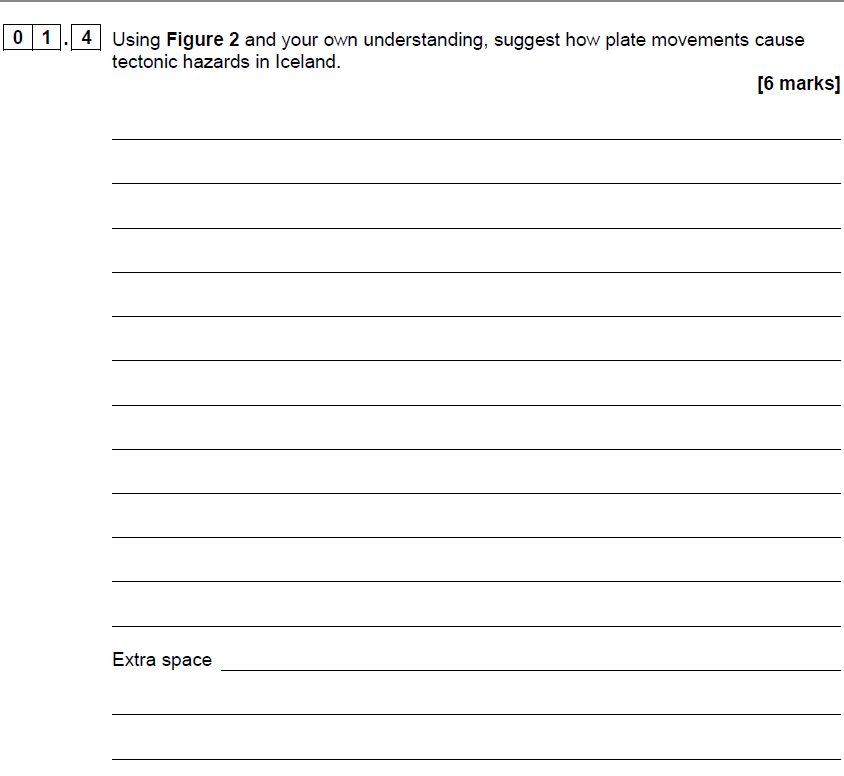 0 1 . 4 Using Figure 2 and your own understanding, suggest how plate movements cause
tectonic hazards in Iceland.
[6 marks]
Extra space